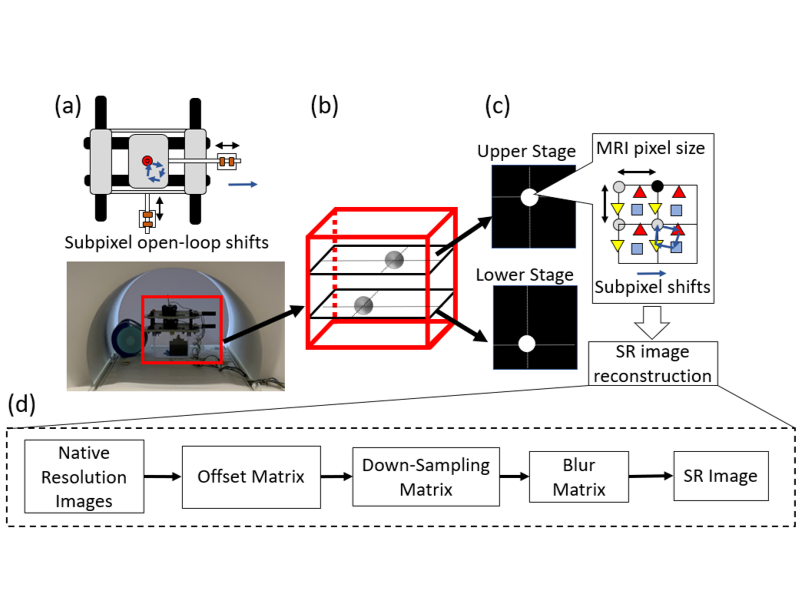 (a)
Subpixel open-loop shifts
(b)
(c)
Upper Stage
Lower Stage
MRI pixel size
Subpixel shifts
SR image
reconstruction
(d)
Native
Resolution
Images
Offset Matrix
Down-Sampling
Matrix
Blur
Matrix
SR Image